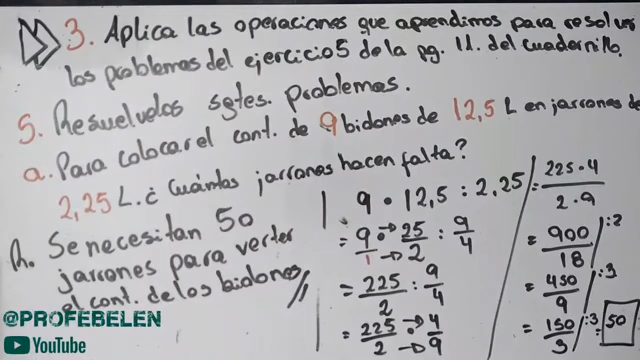 3. Aplica las operaciones que aprendimos para resolver
los problemas del ejercicio 5 de la pg. 11. del cuadernillo.
5. Resuelve los sgtes. problemas.
a. Para colocar el cont. de 9 bidones de 12,5 L en jarrones de
2,25 L. ¿ Cuántos jarrones hacen falta?
R. Se necesitan 50
jarrones para verter
el cont. de los bidones
9 • 12,5 : 2,25
= 9/1 • 25/2 : 9/4
= 225/2 : 9/4
= 225/2 • 4/9
= 225 • 4 / 2 • 9
= 900/18 /:2
= 450/9 /:3
= 150/3 /:3 = 50
@PROFEBELEN
YouTube